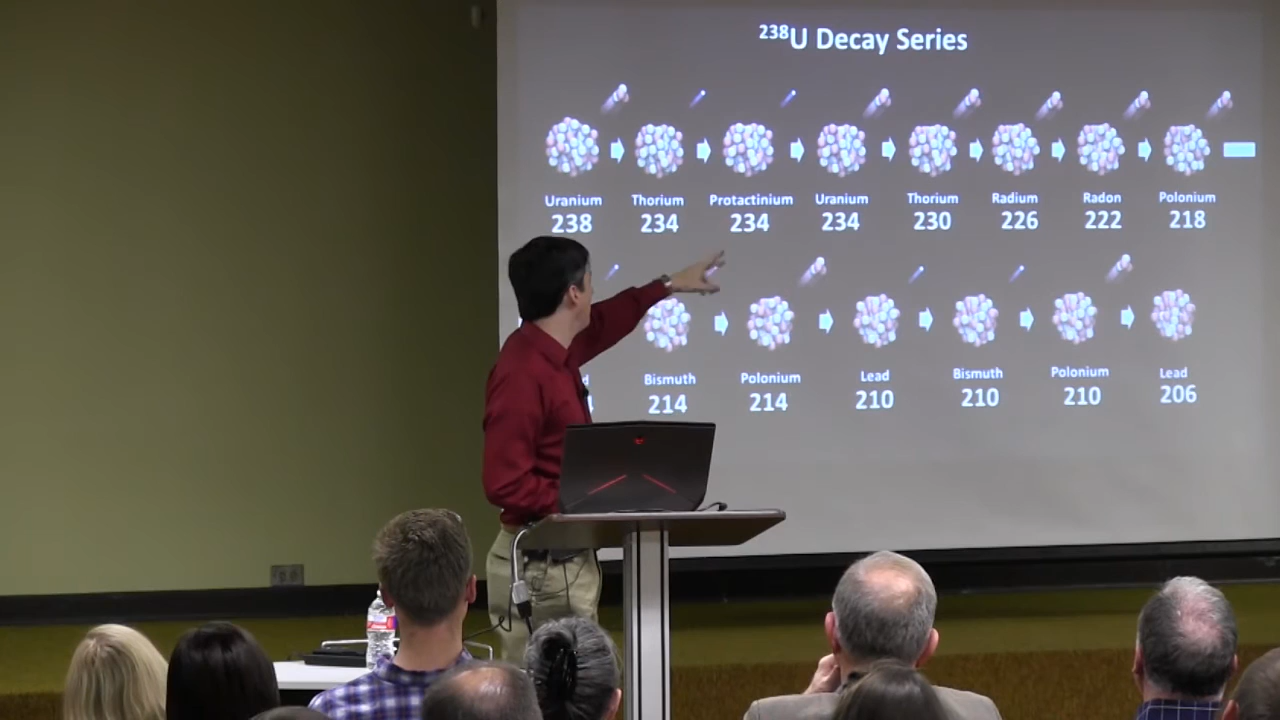 ²³⁸U Decay Series
Uranium Thorium Protactinium Uranium Thorium Radium Radon Polonium
238 234 234 234 230 226 222 218
Bismuth Polonium Lead Bismuth Polonium Lead
214 214 210 210 210 206